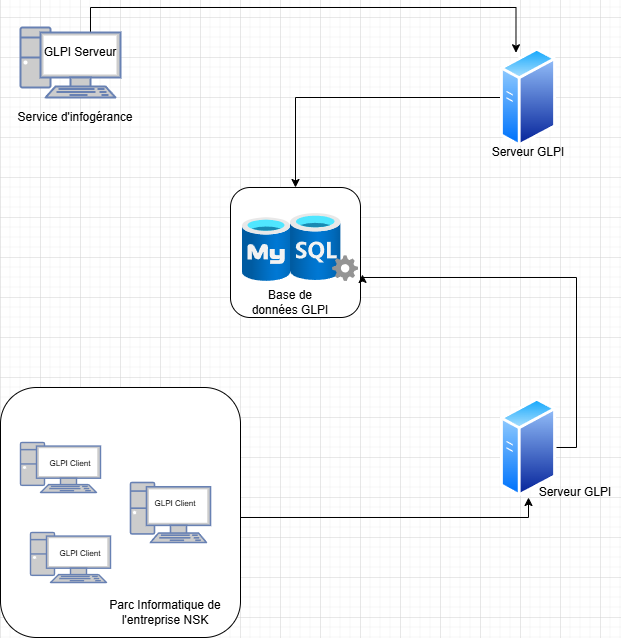 GLPI Serveur
Service d'infogérance
Serveur GLPI
My
SQL
Base de
données GLPI
GLPI Client
GLPI Client
GLPI Client
Serveur GLPI
Parc Informatique de
l'entreprise NSK